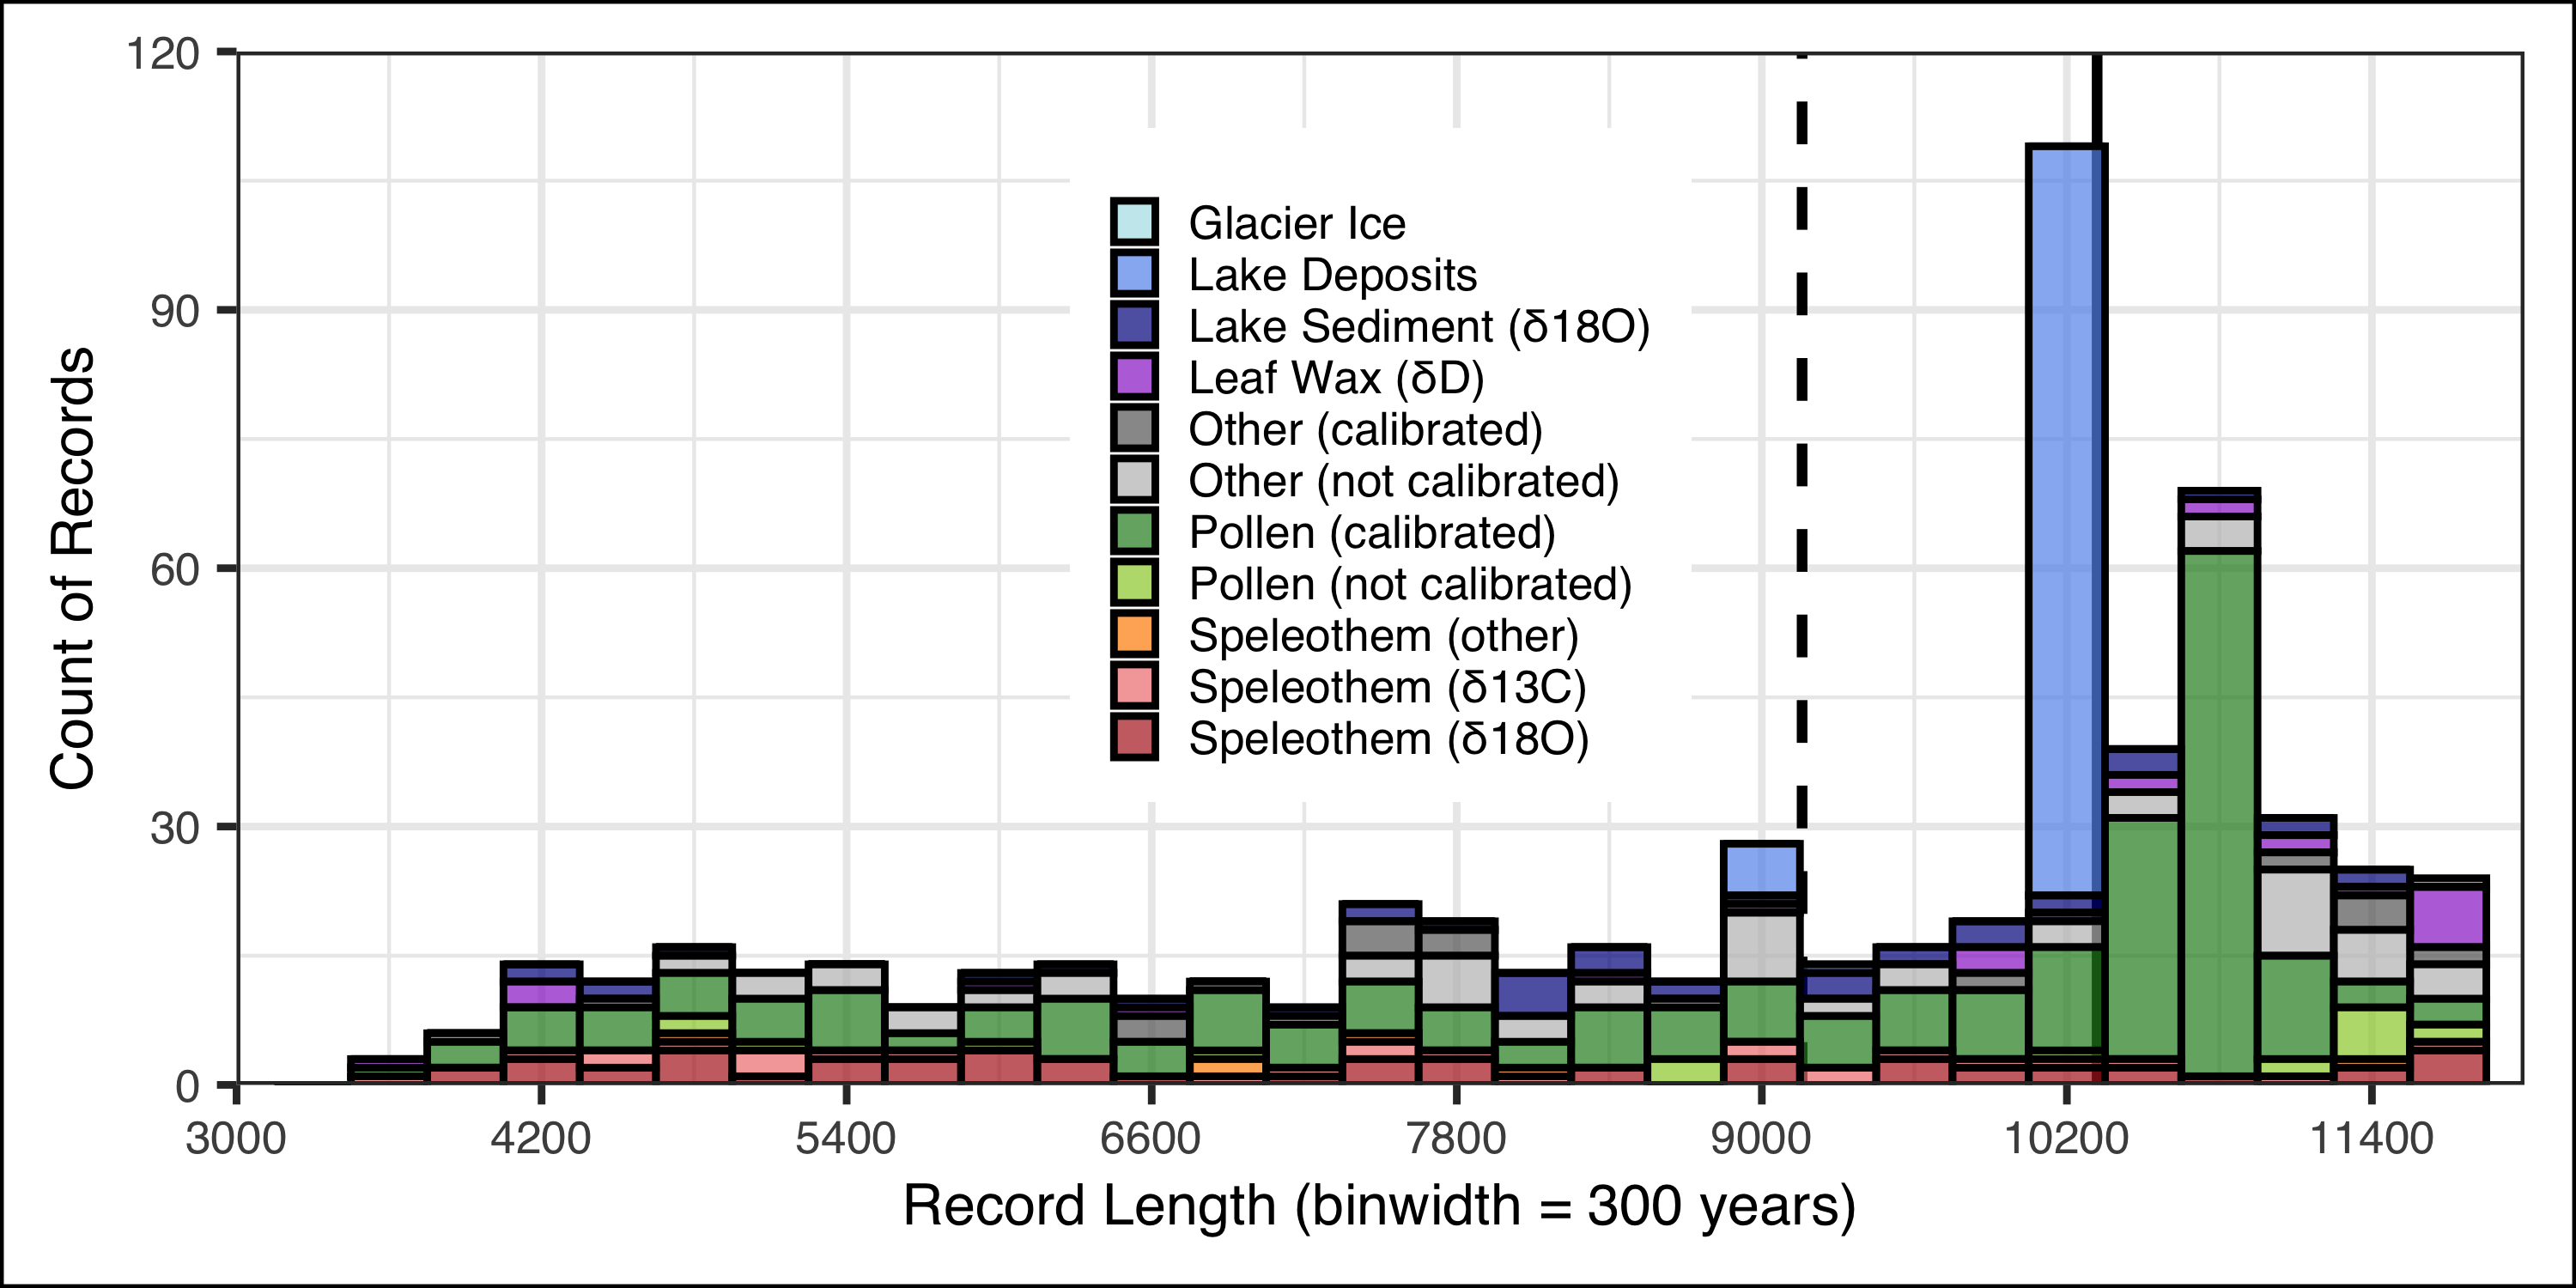 120
90
60
30
0
Count of Records
Glacier Ice
Lake Deposits
Lake Sediment (δ18O)
Leaf Wax (δD)
Other (calibrated)
Other (not calibrated)
Pollen (calibrated)
Pollen (not calibrated)
Speleothem (other)
Speleothem (δ13C)
Speleothem (δ18O)
3000 4200 5400 6600 7800 9000 10200 11400
Record Length (binwidth = 300 years)